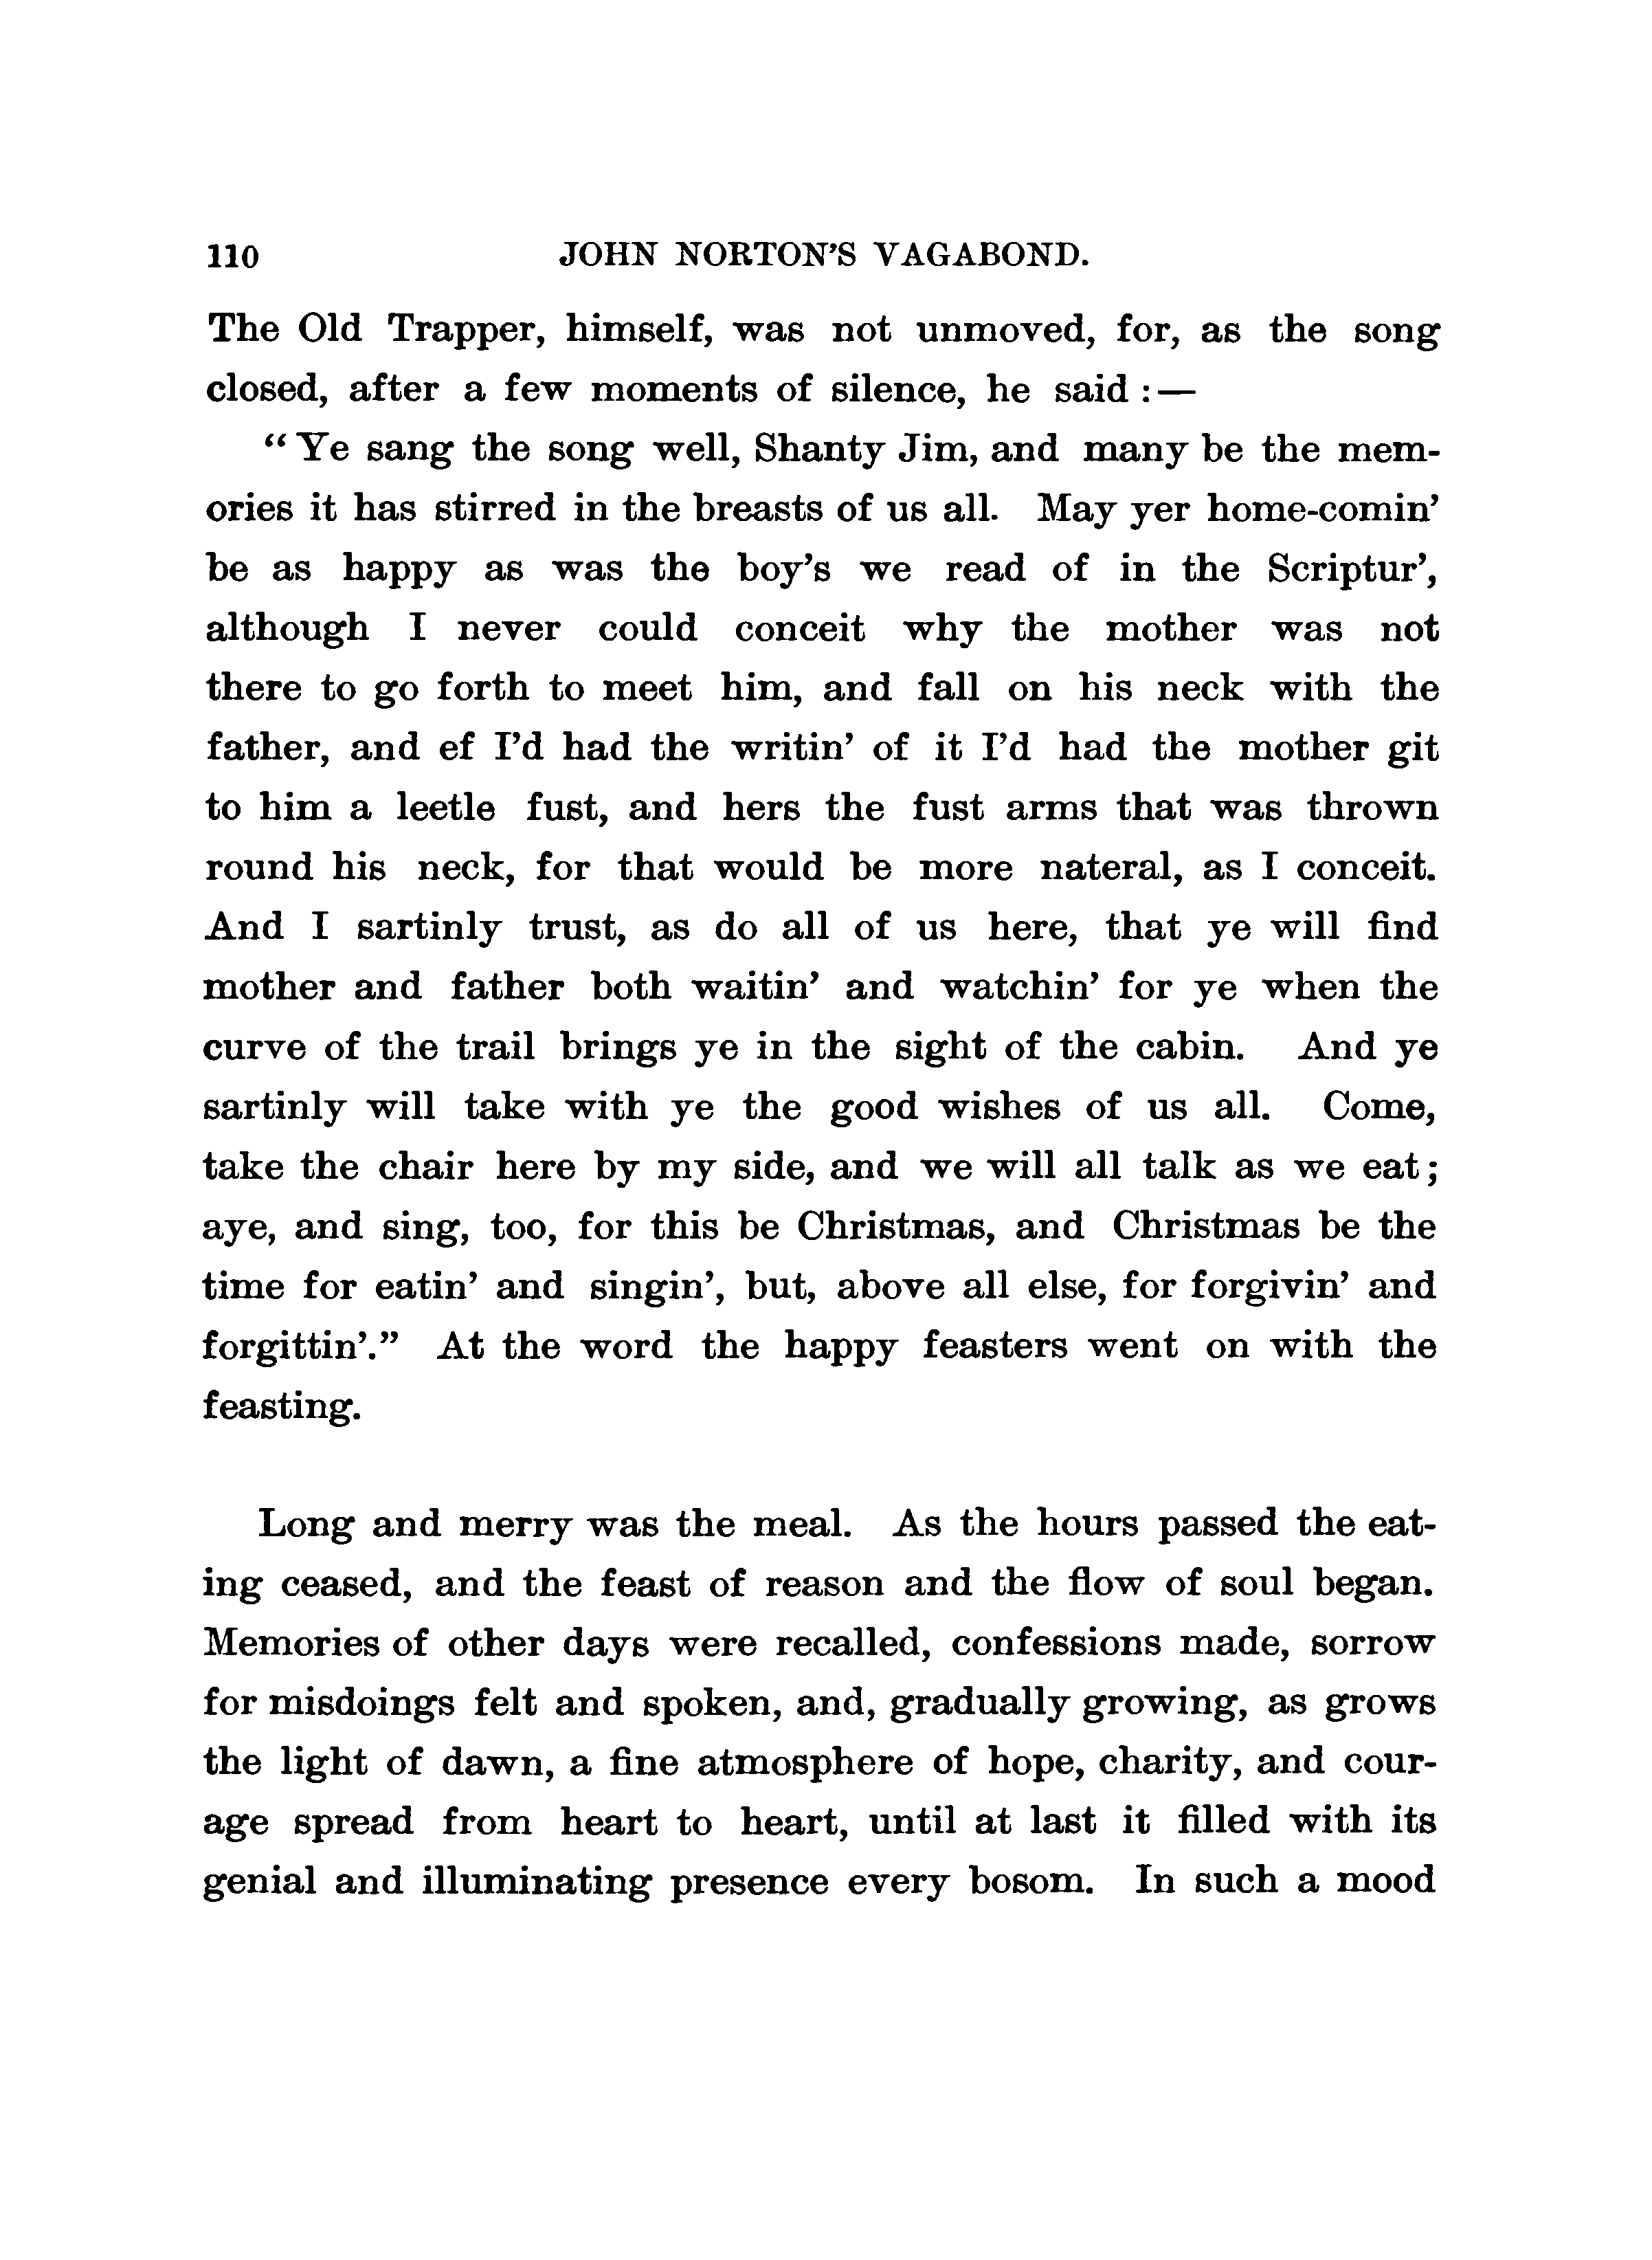 110 JOHN NORTON'S VAGABOND.
The Old Trapper, himself, was not unmoved, for, as the song
closed, after a few moments of silence, he said : —
“ Ye sang the song well, Shanty Jim, and many be the mem-
ories it has stirred in the breasts of us all. May yer home-comin’
be as happy as was the boy’s we read of in the Scriptur’,
although I never could conceit why the mother was not
there to go forth to meet him, and fall on his neck with the
father, and ef I’d had the writin’ of it I’d had the mother git
to him a leetle fust, and hers the fust arms that was thrown
round his neck, for that would be more nateral, as I conceit.
And I sartinly trust, as do all of us here, that ye will find
mother and father both waitin’ and watchin’ for ye when the
curve of the trail brings ye in the sight of the cabin. And ye
sartinly will take with ye the good wishes of us all. Come,
take the chair here by my side, and we will all talk as we eat;
aye, and sing, too, for this be Christmas, and Christmas be the
time for eatin’ and singin’, but, above all else, for forgivin’ and
forgittin’.” At the word the happy feasters went on with the
feasting.
Long and merry was the meal. As the hours passed the eat-
ing ceased, and the feast of reason and the flow of soul began.
Memories of other days were recalled, confessions made, sorrow
for misdoings felt and spoken, and, gradually growing, as grows
the light of dawn, a fine atmosphere of hope, charity, and cour-
age spread from heart to heart, until at last it filled with its
genial and illuminating presence every bosom. In such a mood